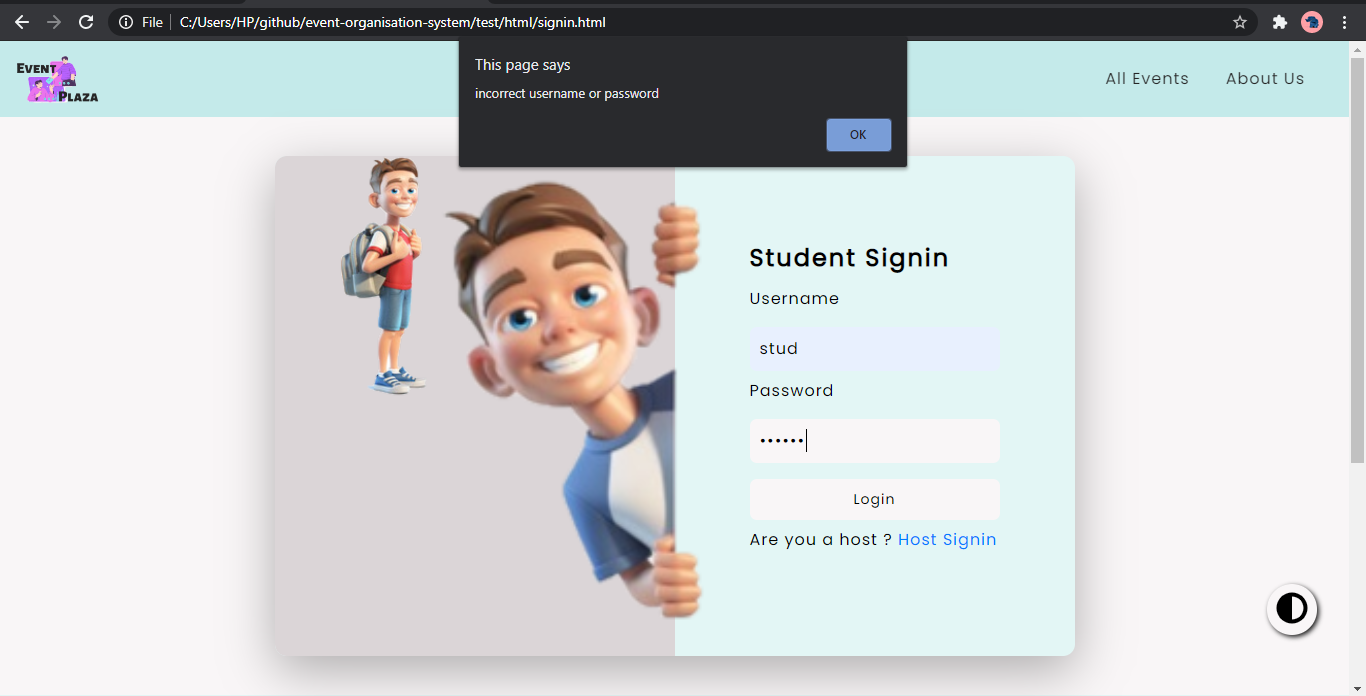 File
C:/Users/HP/github/event-organisation-system/test/html/signin.html
This page says
incorrect username or password
OK
EVENT
PLAZA
All Events
About Us
Student Signin
Username
stud
Password
••••••
Login
Are you a host ? Host Signin